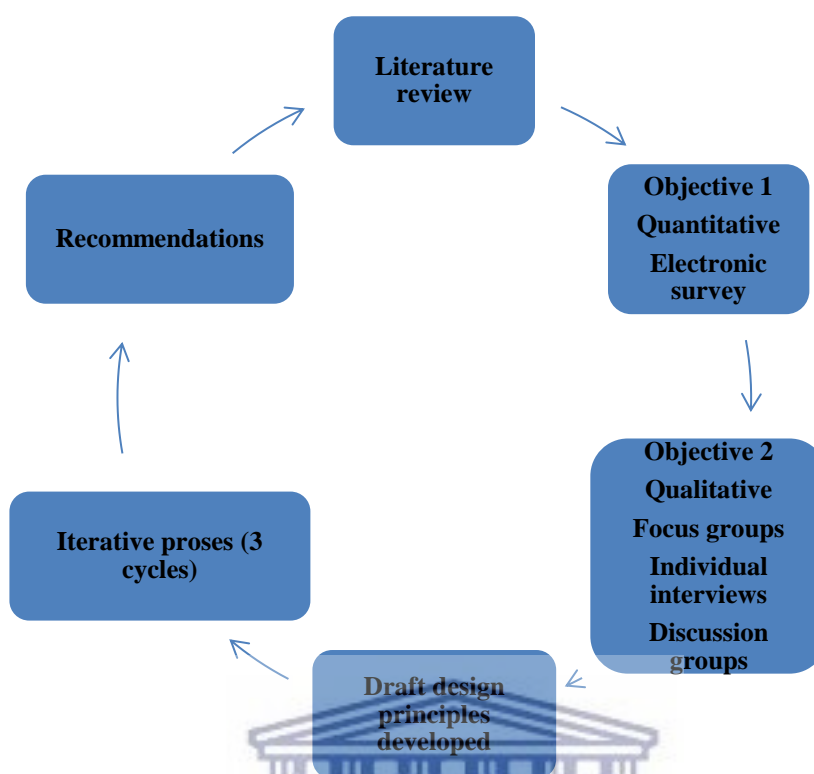 Literature
review
Objective 1
Quantitative
Electronic
survey
Objective 2
Qualitative
Focus groups
Individual
interviews
Discussion
groups
Draft design
principles
developed
Iterative proses (3
cycles)
Recommendations